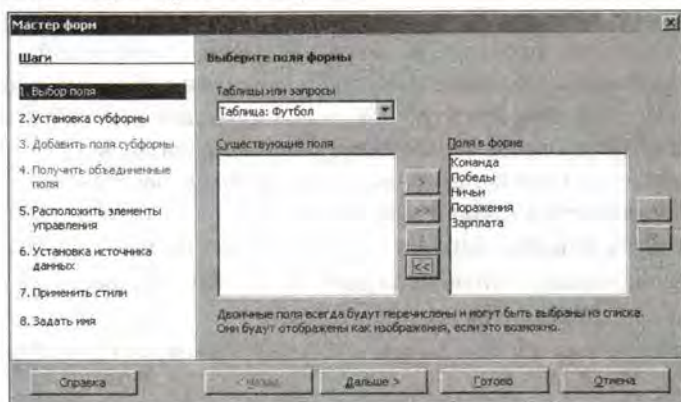 Мастер форм
Шаги
1. Выбор поля
2. Установка субформы
3. Добавить поля субформы
4. Получить объединенные
поля
5. Расположить элементы
управления
6. Установка источника
данных
7. Применить стили
8. Задать имя
Выберите поля формы
Таблицы или запросы
Таблица: Футбол
Существующие поля
>
>>
<
<<
Поля в форме
Команда
Победы
Ничьи
Поражения
Зарплата
Двоичные поля всегда будут перечислены и могут быть выбраны из списка.
Они будут отображены как изображения, если это возможно.
Справка
< Назад
Дальше >
Готово
Отмена